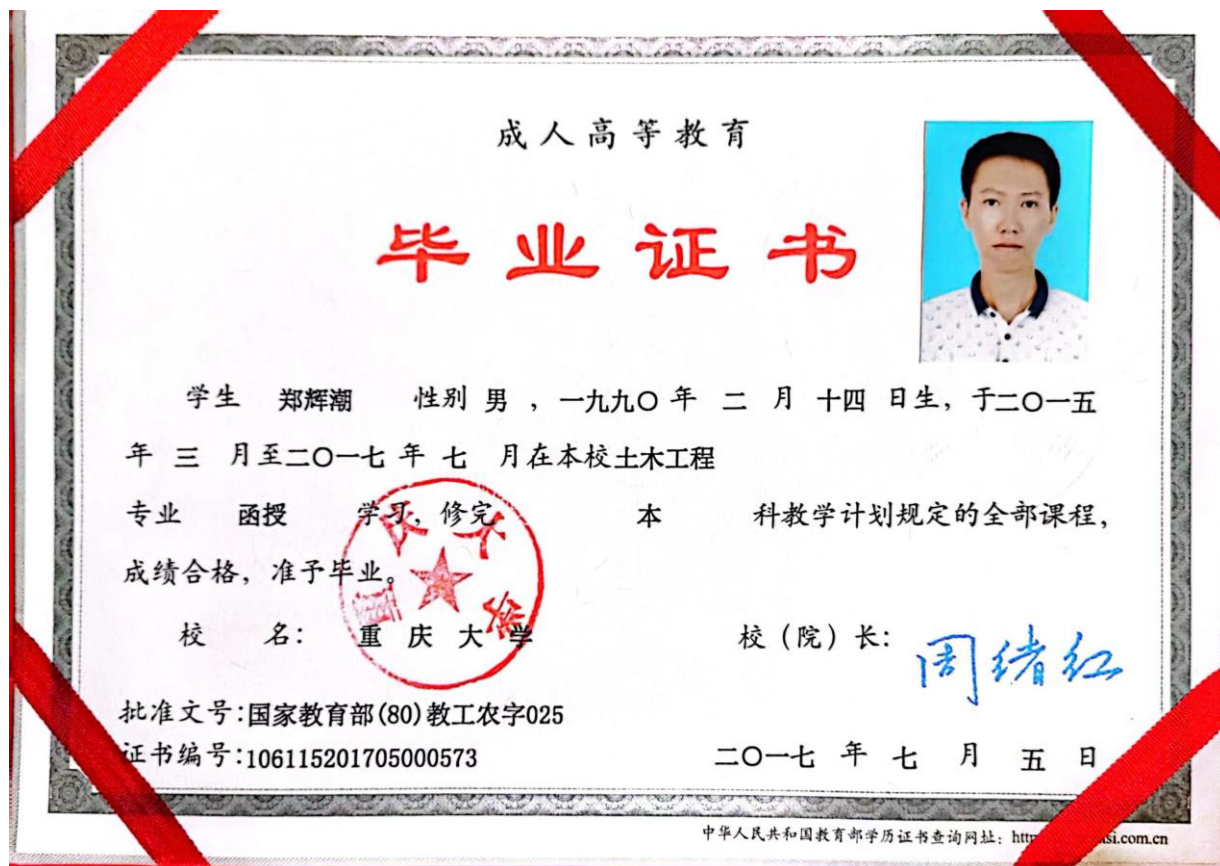 成人高等教育
毕业证书
学生 郑辉潮 性别 男 ，一九九〇 年 二 月 十四 日生，于二〇一五
年 三 月至二〇一七 年 七 月在本校土木工程
专业 函授 学习，修完 本 科教学计划规定的全部课程，
成绩合格，准予毕业。
重庆大学
校 名： 重 庆 大 学
校（院）长： 周绪红
批准文号：国家教育部(80)教工农字025
证书编号：106115201705000573
二〇一七 年 七 月 五 日
中华人民共和国教育部学历证书查询网址：